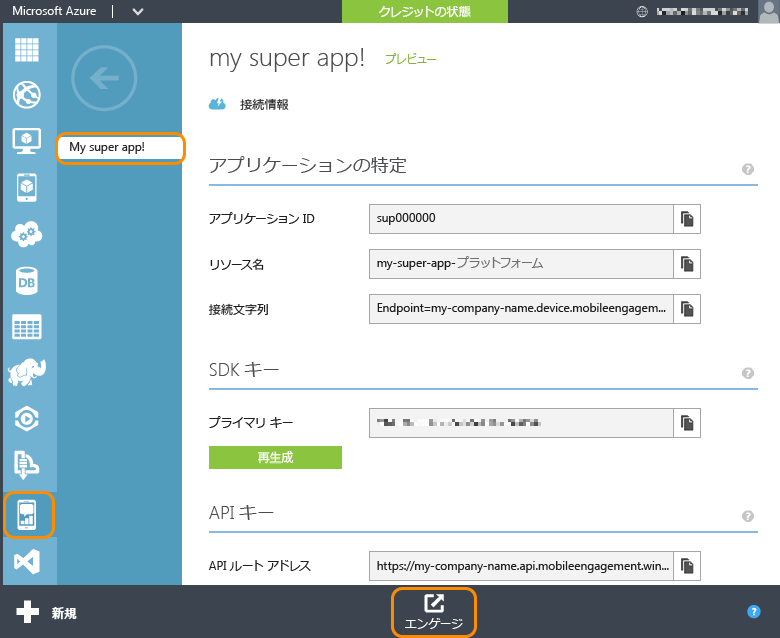 Microsoft Azure
クレジットの状態
my super app!
プレビュー
接続情報
My super app!
アプリケーションの特定
?
アプリケーション ID
sup000000
リソース名
my-super-app-プラットフォーム
接続文字列
Endpoint=my-company-name.device.mobileengagem...
SDK キー
?
プライマリ キー
再生成
API キー
?
API ルート アドレス
https://my-company-name.api.mobileengagement.win...
DB
新規
エンゲージ
?